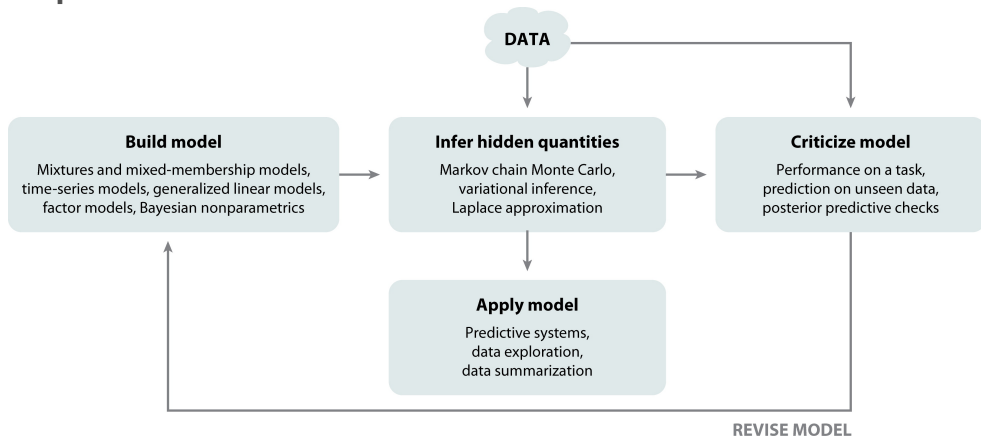 DATA
Build model
Mixtures and mixed-membership models,
time-series models, generalized linear models,
factor models, Bayesian nonparametrics
Infer hidden quantities
Markov chain Monte Carlo,
variational inference,
Laplace approximation
Criticize model
Performance on a task,
prediction on unseen data,
posterior predictive checks
Apply model
Predictive systems,
data exploration,
data summarization
REVISE MODEL